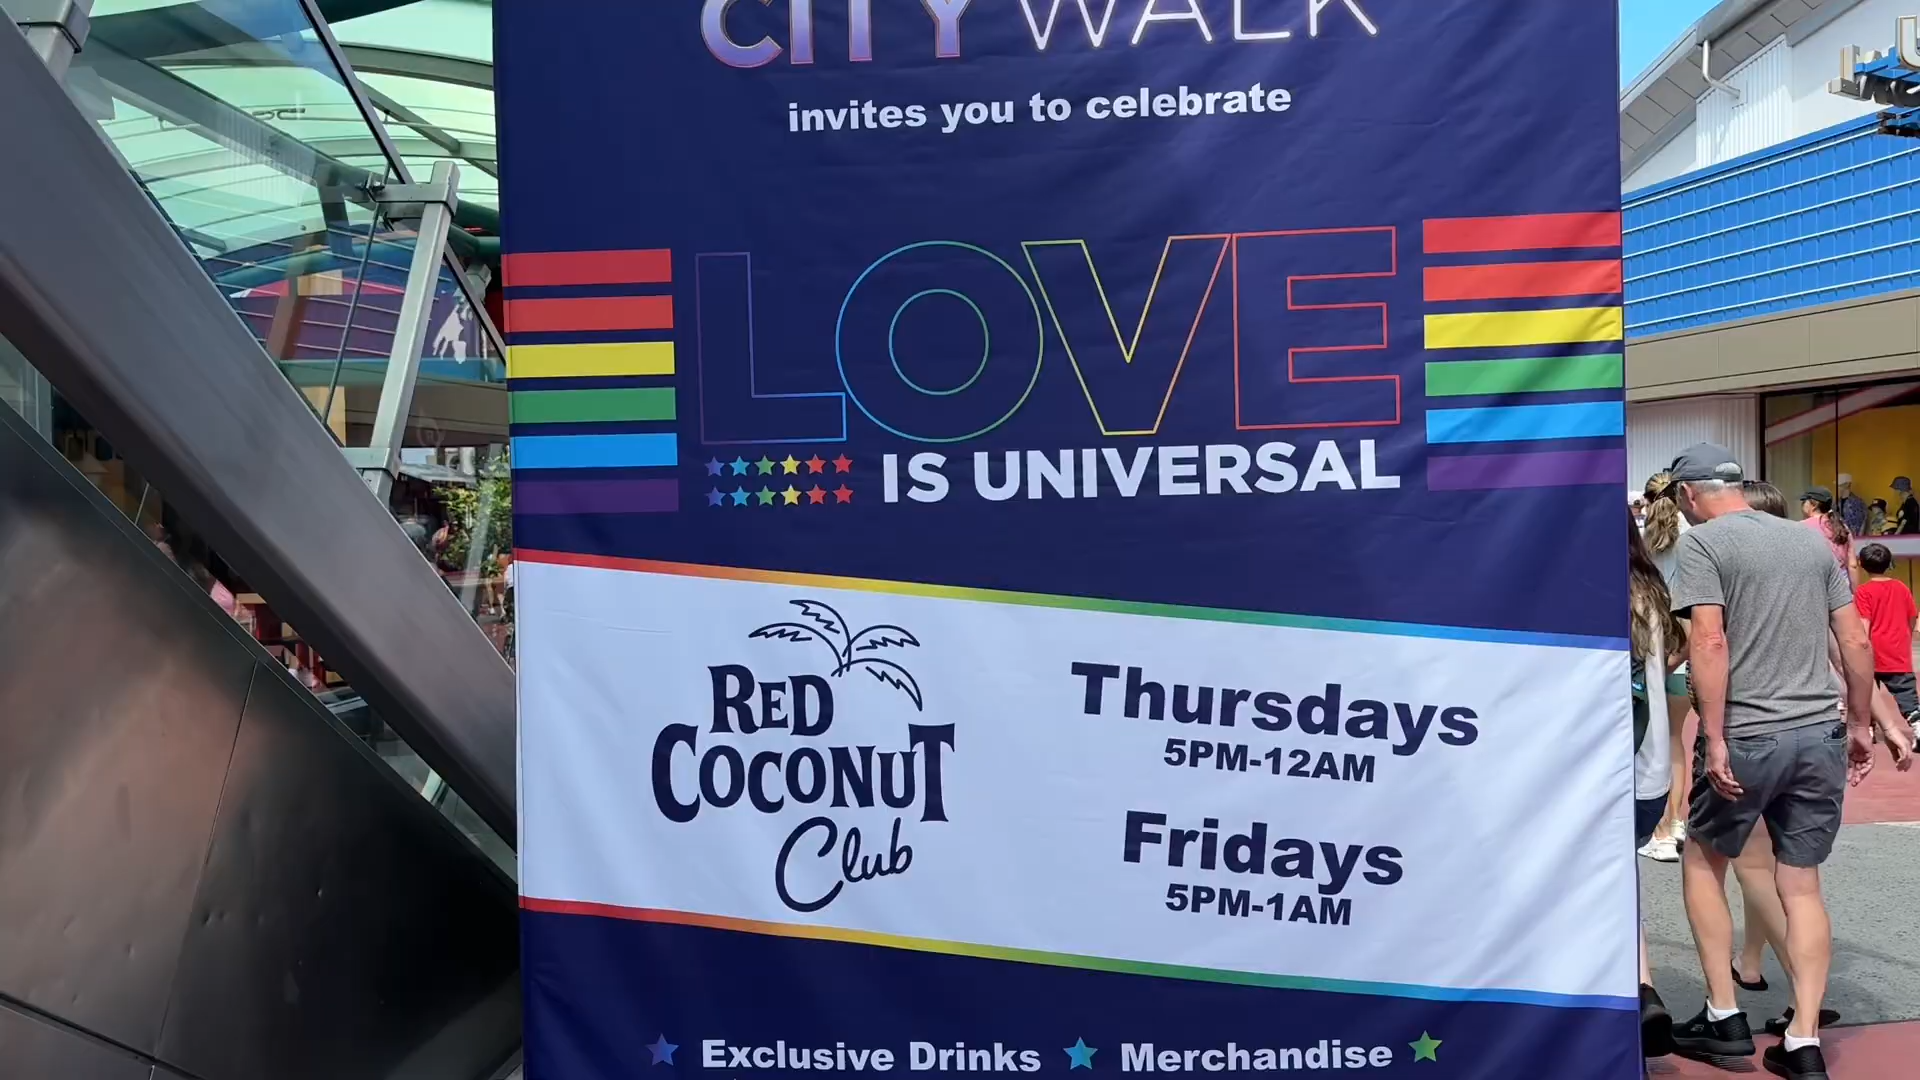 CITYWALK
invites you to celebrate
LOVE
IS UNIVERSAL
RED
COCONUT
Club
Thursdays
5PM-12AM
Fridays
5PM-1AM
Exclusive Drinks
Merchandise